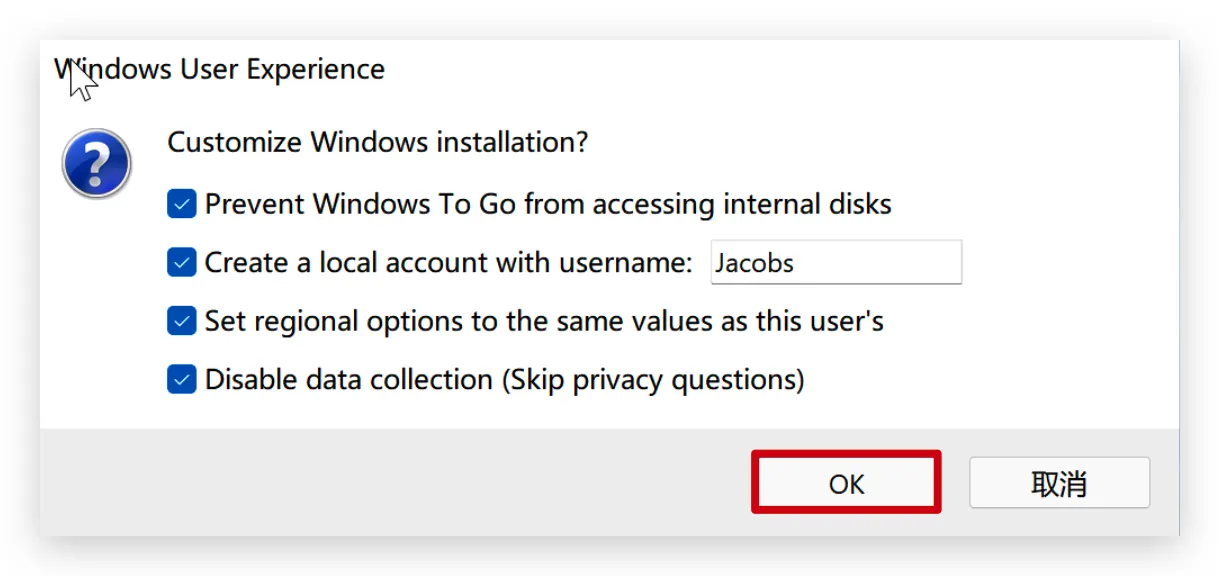 Windows User Experience
Customize Windows installation?
Prevent Windows To Go from accessing internal disks
Create a local account with username: Jacobs
Set regional options to the same values as this user's
Disable data collection (Skip privacy questions)
OK 取消